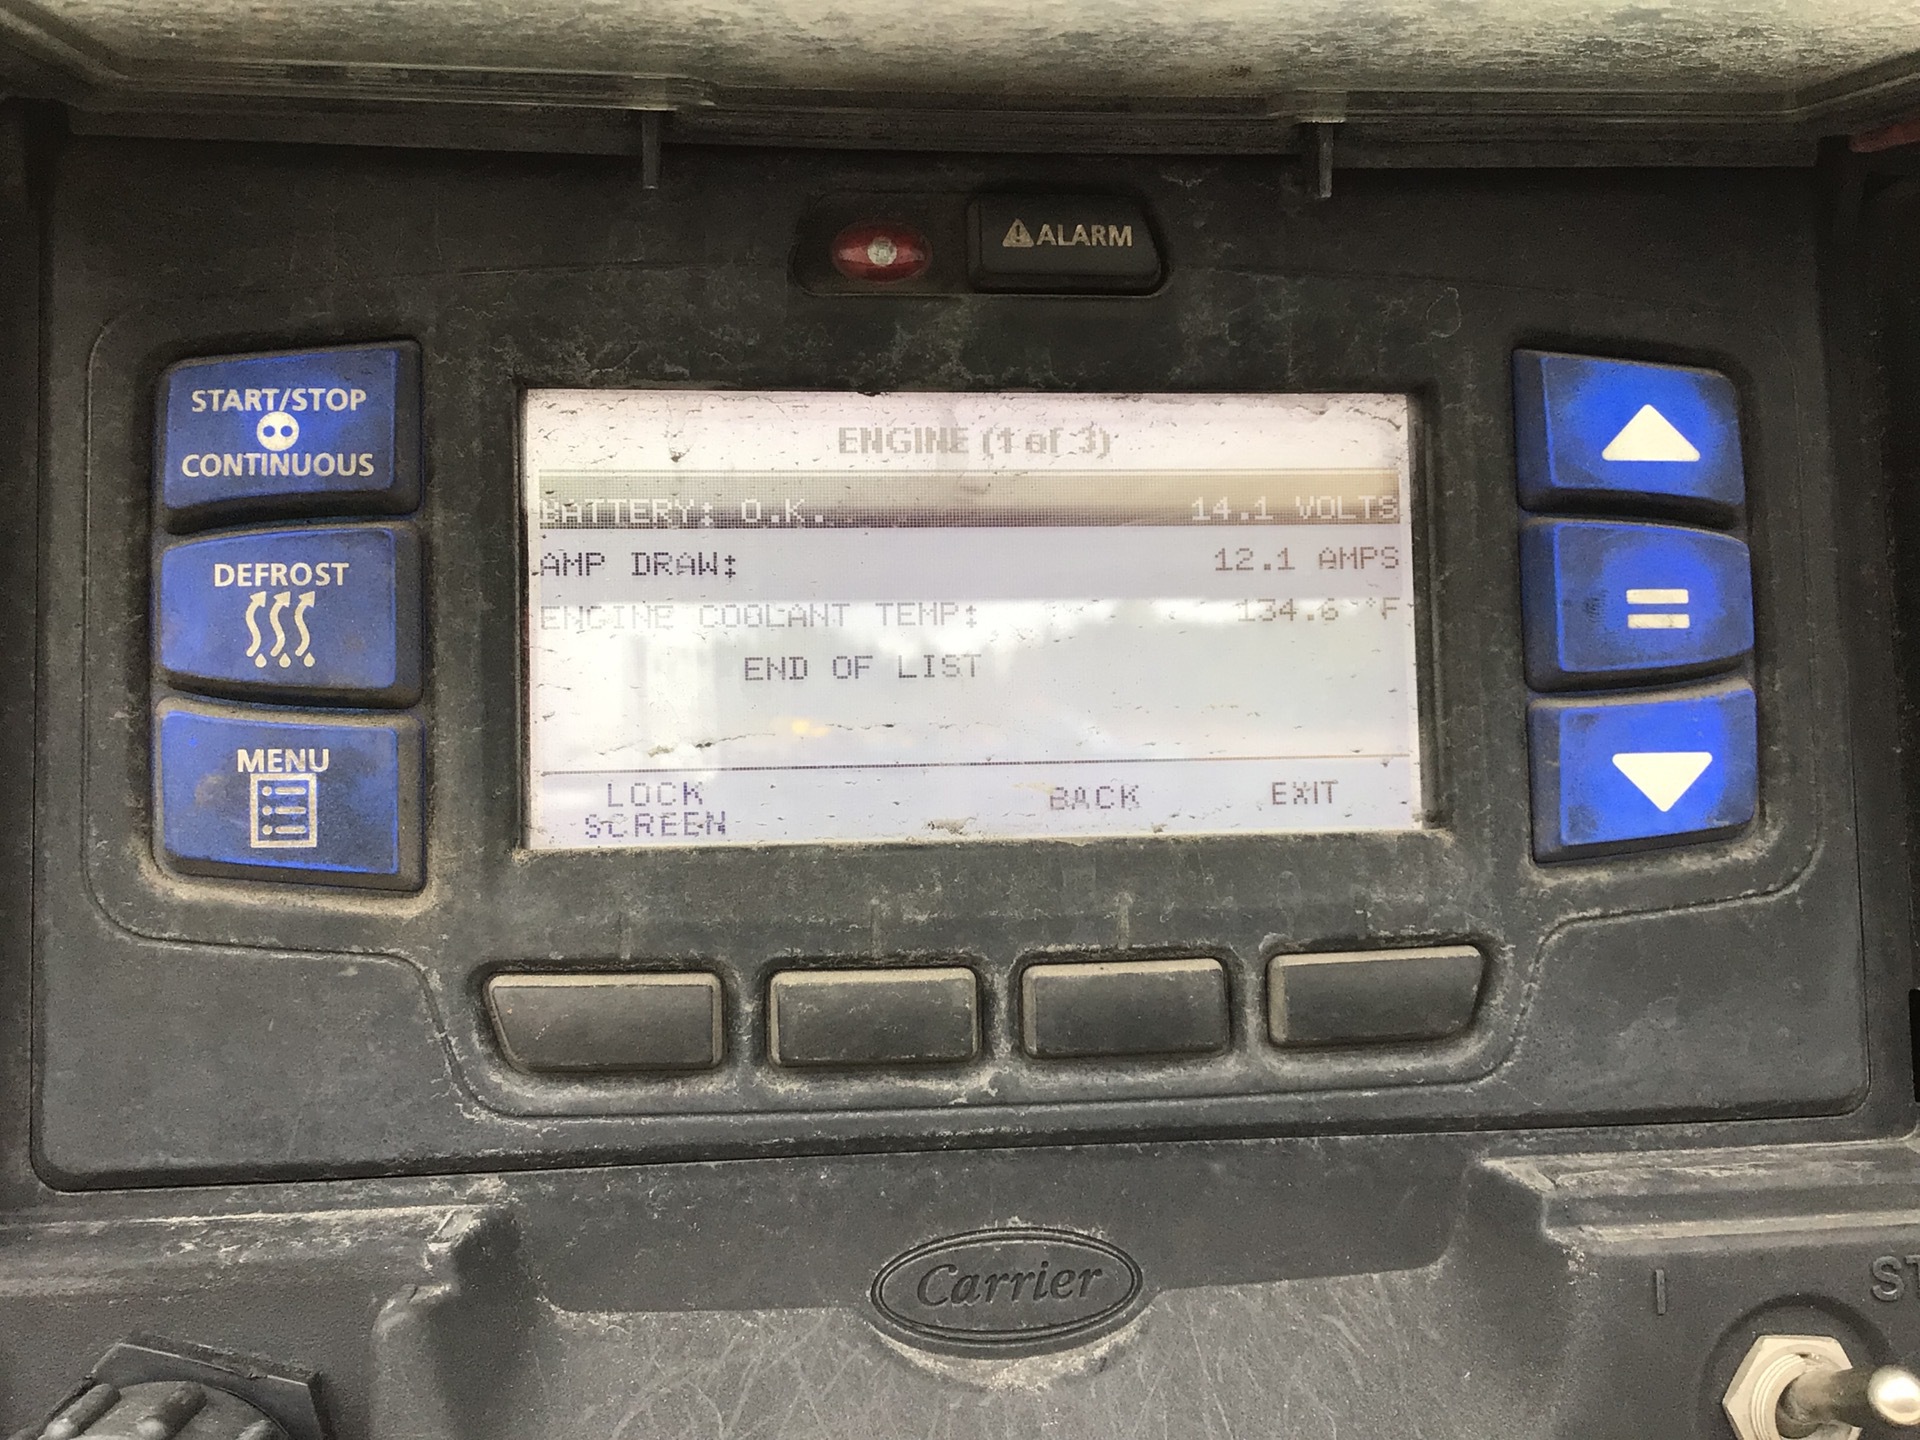 ALARM
START/STOP
CONTINUOUS
DEFROST
MENU
ENGINE (1 of 3)
BATTERY: O.K. 14.1 VOLTS
AMP DRAW: 12.1 AMPS
ENGINE COOLANT TEMP: 134.6 °F
END OF LIST
LOCK SCREEN BACK EXIT
=
Carrier
I
ST